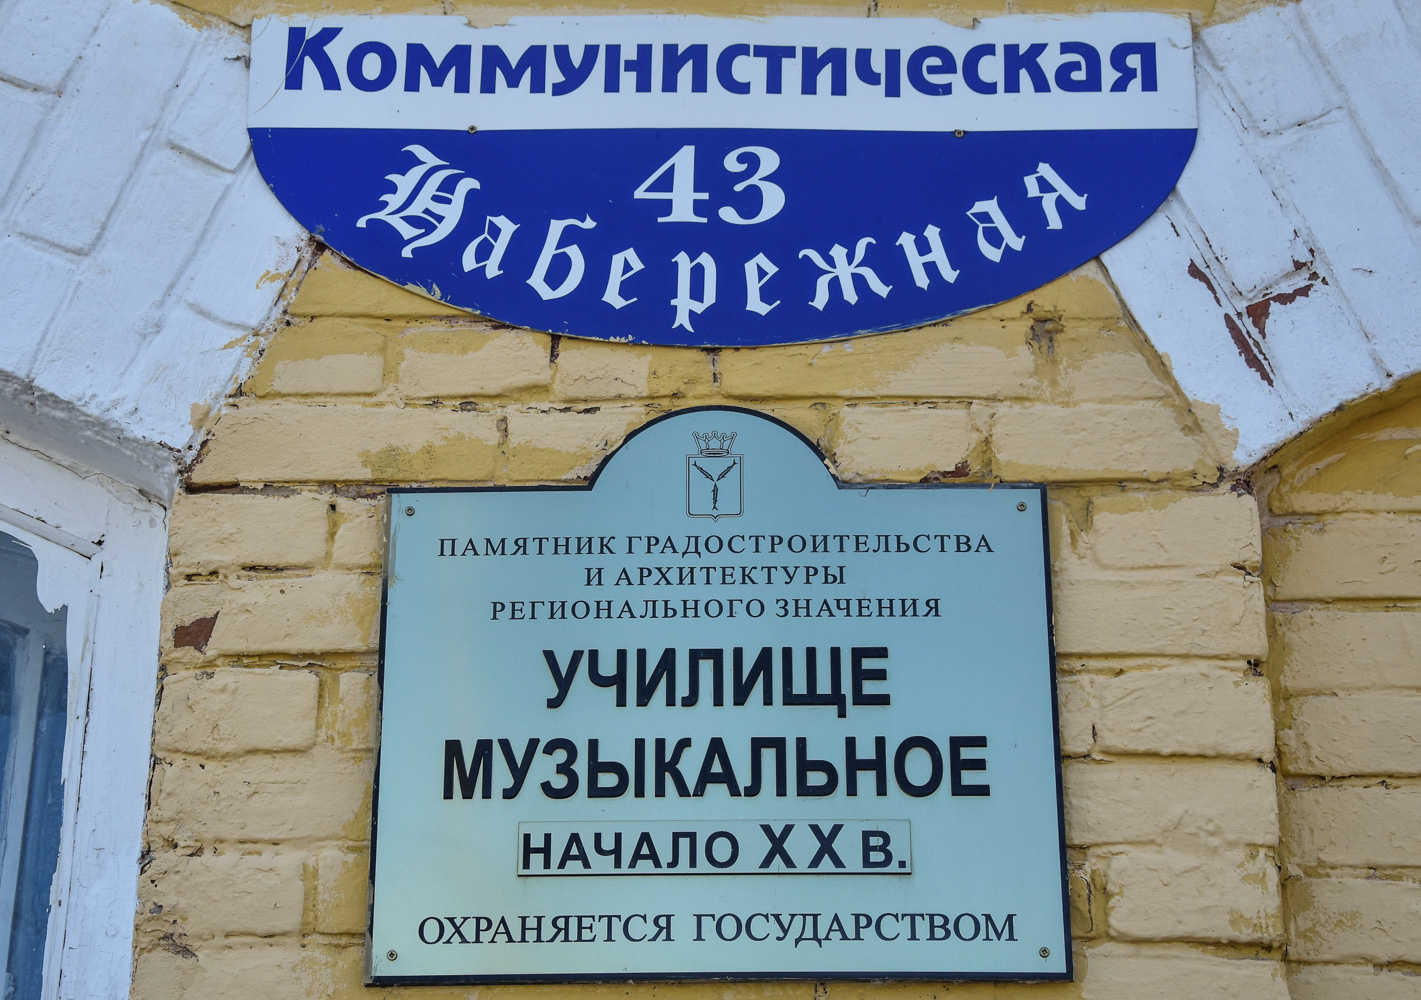 Коммунистическая
43
Набережная
ПАМЯТНИК ГРАДОСТРОИТЕЛЬСТВА
И АРХИТЕКТУРЫ
РЕГИОНАЛЬНОГО ЗНАЧЕНИЯ
УЧИЛИЩЕ
МУЗЫКАЛЬНОЕ
НАЧАЛО XX В.
ОХРАНЯЕТСЯ ГОСУДАРСТВОМ